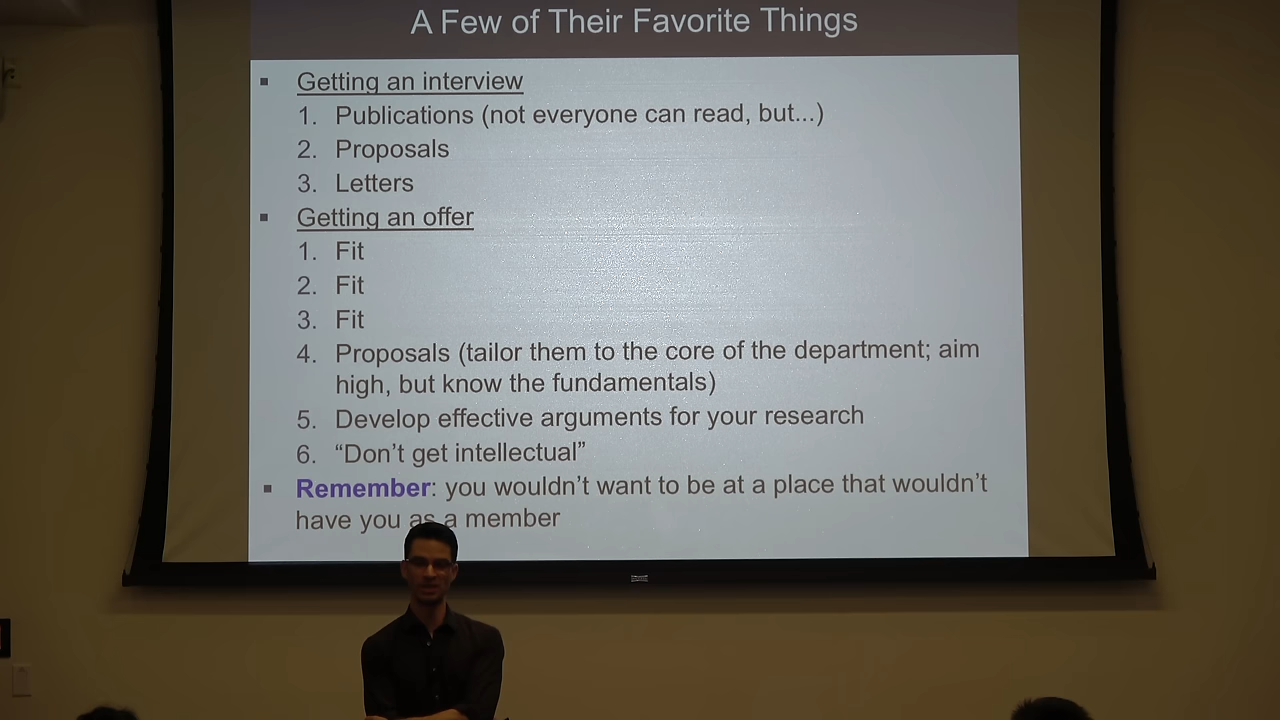 A Few of Their Favorite Things
▪ Getting an interview
1. Publications (not everyone can read, but...)
2. Proposals
3. Letters
▪ Getting an offer
1. Fit
2. Fit
3. Fit
4. Proposals (tailor them to the core of the department; aim
high, but know the fundamentals)
5. Develop effective arguments for your research
6. “Don’t get intellectual”
▪ Remember: you wouldn’t want to be at a place that wouldn’t
have you as a member